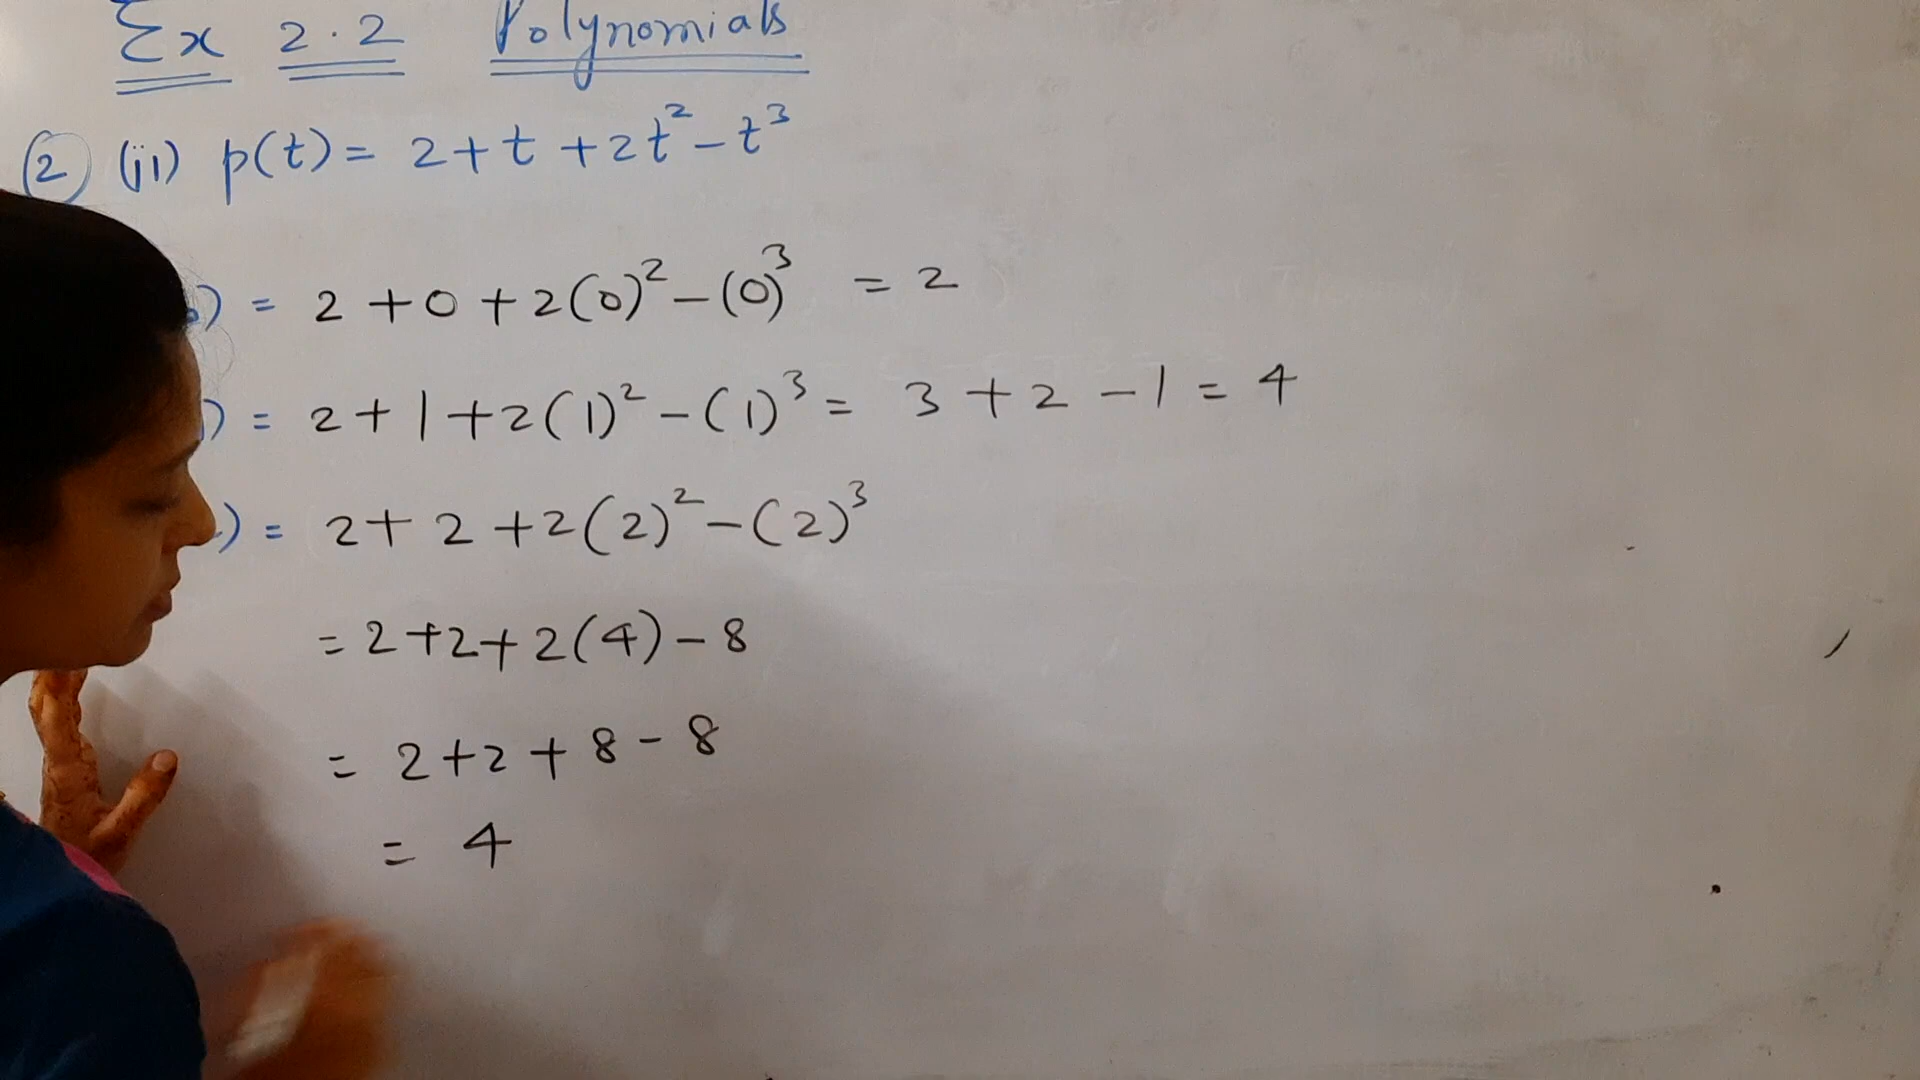 Ex 2.2 Polynomials
② (ii) p(t) = 2 + t + 2t² - t³
) = 2 + 0 + 2(0)² - (0)³ = 2
) = 2 + 1 + 2(1)² - (1)³ = 3 + 2 - 1 = 4
) = 2 + 2 + 2(2)² - (2)³
= 2 + 2 + 2(4) - 8
= 2 + 2 + 8 - 8
= 4